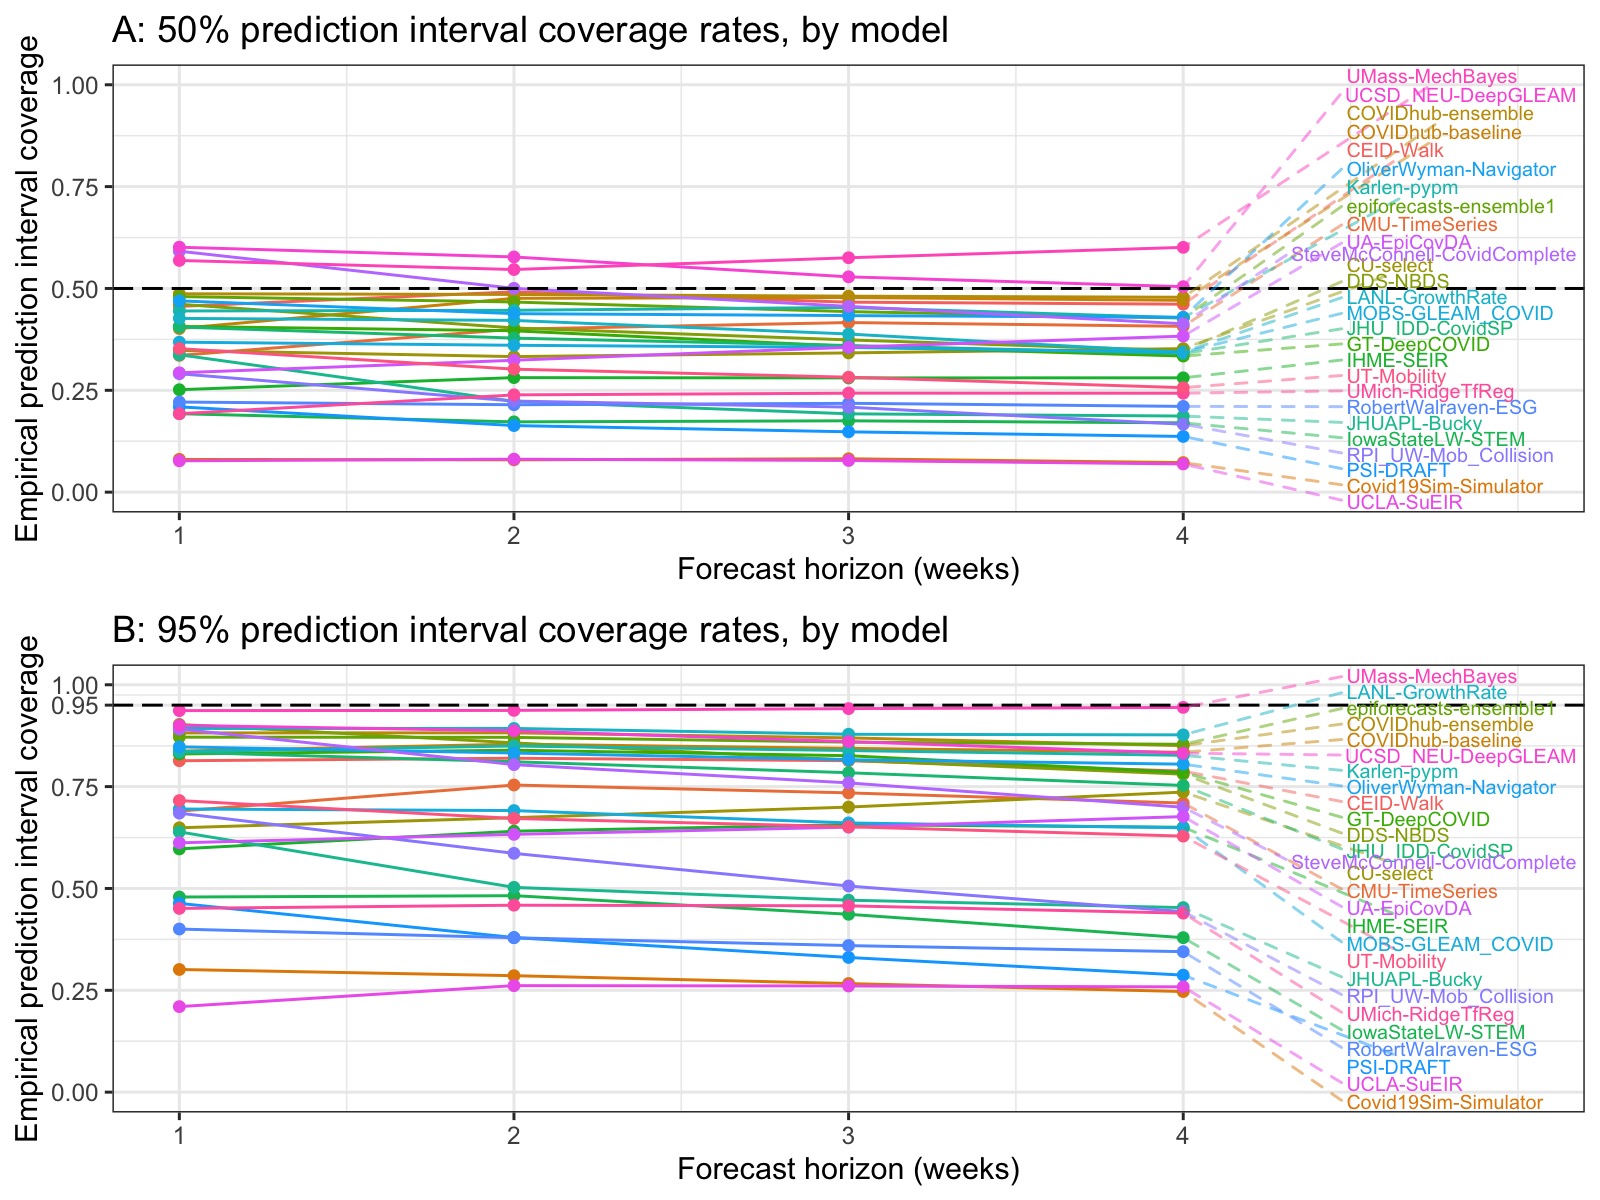 A: 50% prediction interval coverage rates, by model
Empirical prediction interval coverage
1.00
0.75
0.50
0.25
0.00
1
2
3
4
Forecast horizon (weeks)
UMass-MechBayes
UCSD_NEU-DeepGLEAM
COVIDhub-ensemble
COVIDhub-baseline
CEID-Walk
OliverWyman-Navigator
Karlen-pypm
epiforecasts-ensemble1
CMU-TimeSeries
UA-EpiCovDA
SteveMcConnell-CovidComplete
CU-select
DDS-NBDS
LANL-GrowthRate
MOBS-GLEAM_COVID
JHU_IDD-CovidSP
GT-DeepCOVID
IHME-SEIR
UT-Mobility
UMich-RidgeTfReg
RobertWalraven-ESG
JHUAPL-Bucky
IowaStateLW-STEM
RPI_UW-Mob_Collision
PSI-DRAFT
Covid19Sim-Simulator
UCLA-SuEIR
B: 95% prediction interval coverage rates, by model
Empirical prediction interval coverage
1.00
0.95
0.75
0.50
0.25
0.00
1
2
3
4
Forecast horizon (weeks)
UMass-MechBayes
LANL-GrowthRate
epiforecasts-ensemble1
COVIDhub-ensemble
COVIDhub-baseline
UCSD_NEU-DeepGLEAM
Karlen-pypm
OliverWyman-Navigator
CEID-Walk
GT-DeepCOVID
DDS-NBDS
JHU_IDD-CovidSP
SteveMcConnell-CovidComplete
CU-select
CMU-TimeSeries
UA-EpiCovDA
IHME-SEIR
MOBS-GLEAM_COVID
UT-Mobility
JHUAPL-Bucky
RPI_UW-Mob_Collision
UMich-RidgeTfReg
IowaStateLW-STEM
RobertWalraven-ESG
PSI-DRAFT
UCLA-SuEIR
Covid19Sim-Simulator